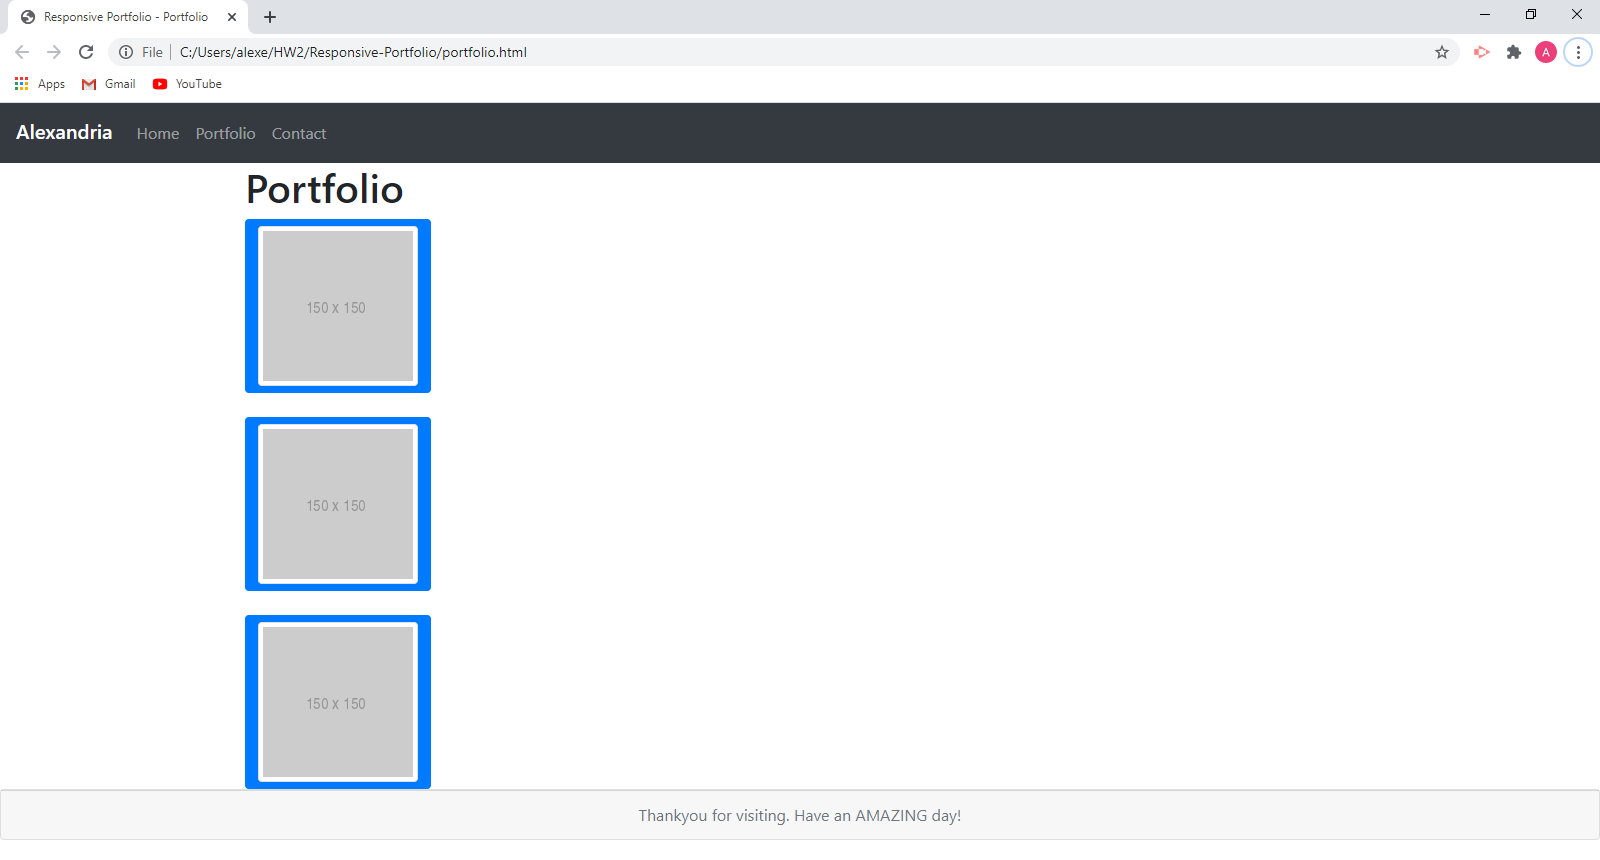 Responsive Portfolio - Portfolio
File C:/Users/alexe/HW2/Responsive-Portfolio/portfolio.html A
Apps Gmail YouTube
Alexandria Home Portfolio Contact
Portfolio
150 x 150
150 x 150
150 x 150
Thankyou for visiting. Have an AMAZING day!